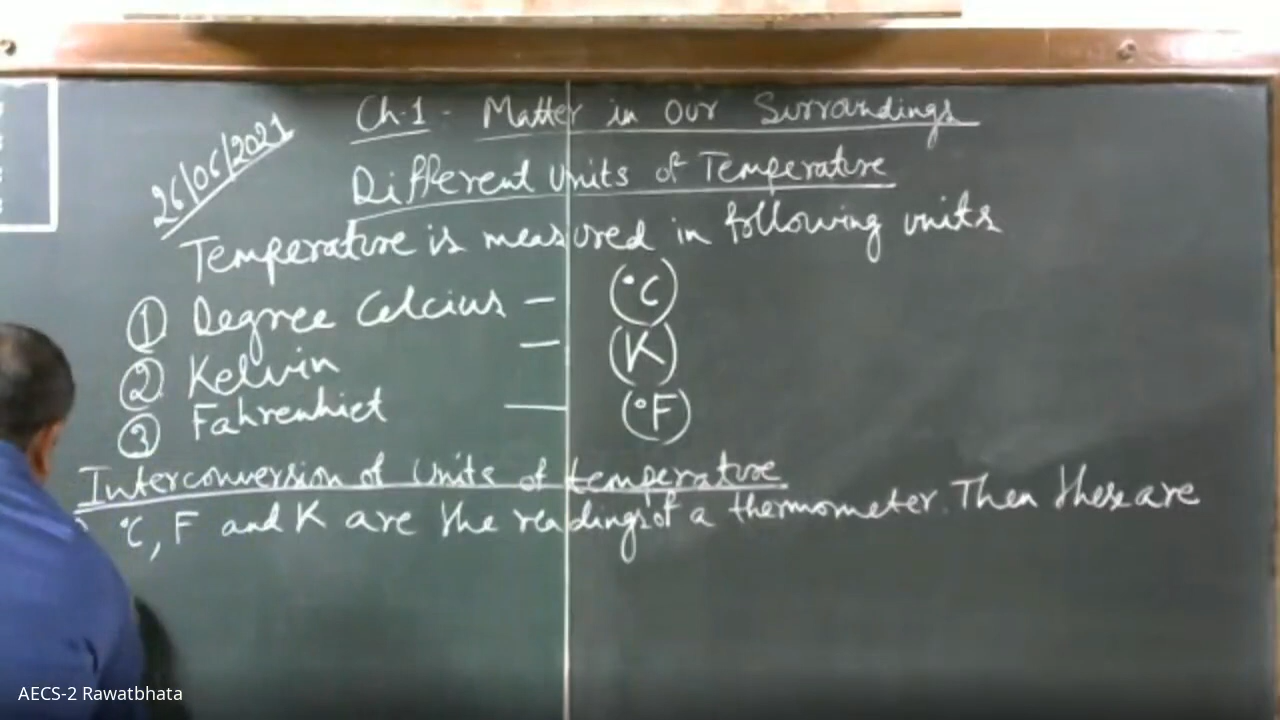 Ch-1 - Matter in Our Surroundings
26/06/2021
Different Units of Temperature
Temperature is measured in following units
① Degree Celcius - (°C)
② Kelvin - (K)
③ Fahrenhiet - (°F)
Interconversion of Units of temperature
°C, F and K are the readings of a thermometer. Then these are
AECS-2 Rawatbhata